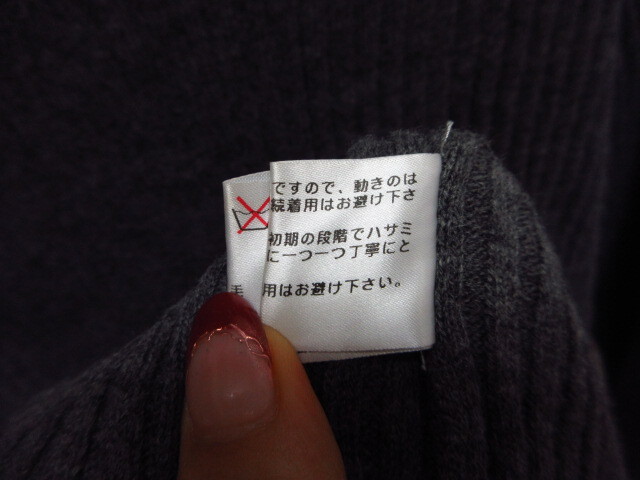 ですので、動きのは
続着用はお避け下さ
初期の段階でハサミ
に一つ一つ丁寧にと
用はお避け下さい。
毛